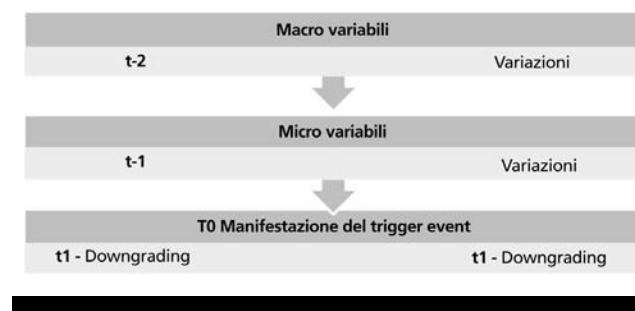 Macro variabili
t-2 Variazioni
Micro variabili
t-1 Variazioni
T0 Manifestazione del trigger event
t1 - Downgrading t1 - Downgrading